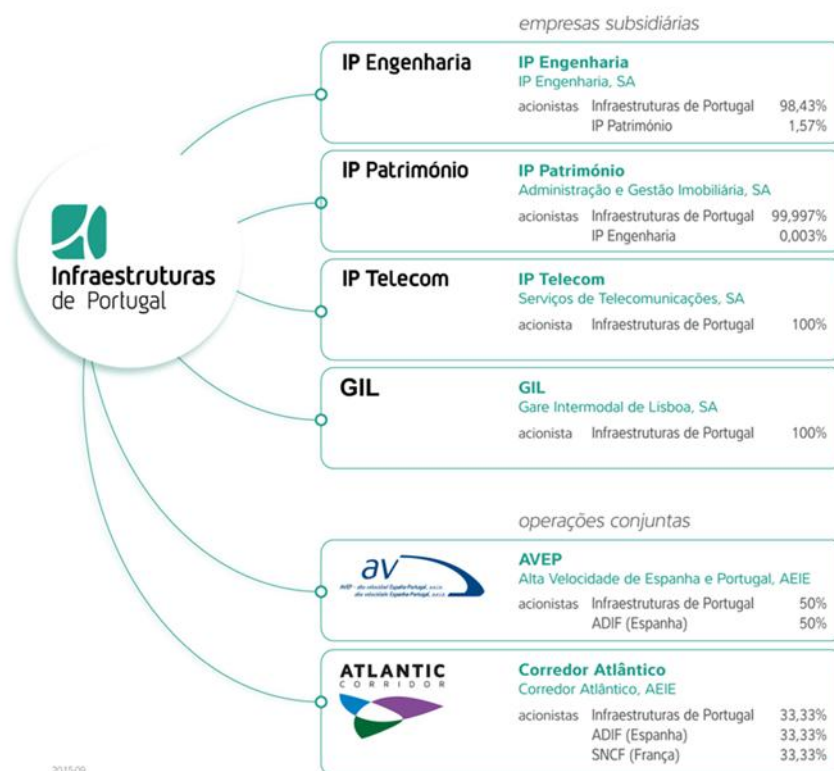 empresas subsidiárias
IP Engenharia
IP Engenharia
IP Engenharia, SA
acionistas Infraestruturas de Portugal 98,43%
IP Património 1,57%
IP Património
IP Património
Administração e Gestão Imobiliária, SA
acionistas Infraestruturas de Portugal 99,997%
IP Engenharia 0,003%
Infraestruturas
de Portugal
IP Telecom
IP Telecom
Serviços de Telecomunicações, SA
acionista Infraestruturas de Portugal 100%
GIL
GIL
Gare Intermodal de Lisboa, SA
acionista Infraestruturas de Portugal 100%
operações conjuntas
av
AVEP
Alta Velocidade de Espanha e Portugal, AEIE
acionistas Infraestruturas de Portugal 50%
ADIF (Espanha) 50%
ATLANTIC
CORRIDOR
Corredor Atlântico
Corredor Atlântico, AEIE
acionistas Infraestruturas de Portugal 33,33%
ADIF (Espanha) 33,33%
SNCF (França) 33,33%